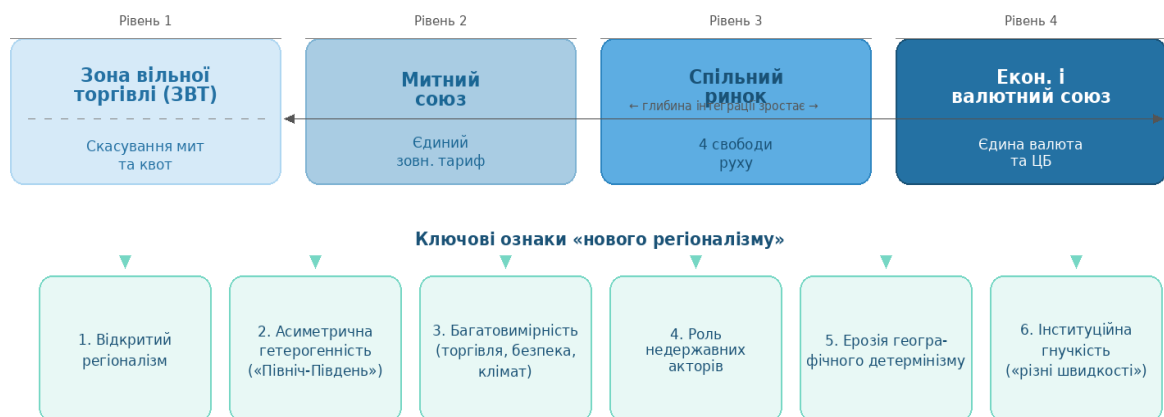 Рівень 1
Рівень 2
Рівень 3
Рівень 4
Зона вільної
торгівлі (ЗВТ)
Скасування мит
та квот
Митний
союз
Єдиний
зовн. тариф
Спільний
ринок
← глибина інтеграції зростає →
4 свободи
руху
Екон. і
валютний союз
Єдина валюта
та ЦБ
Ключові ознаки «нового регіоналізму»
1. Відкритий
регіоналізм
2. Асиметрична
гетерогенність
(«Північ-Південь»)
3. Багатовимірність
(торгівля, безпека,
клімат)
4. Роль
недержавних
акторів
5. Ерозія геогра-
фічного детермінізму
6. Інституційна
гнучкість
(«різні швидкості»)